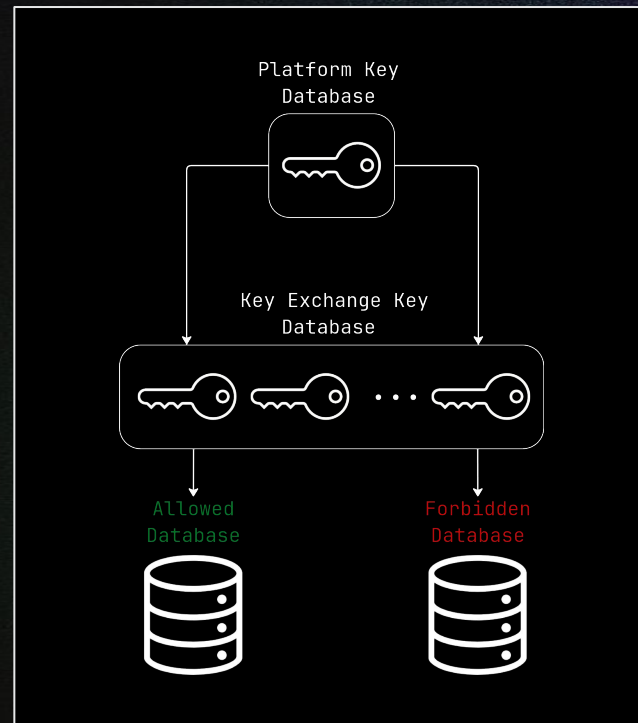 Platform Key
Database
Key Exchange Key
Database
Allowed
Database
Forbidden
Database